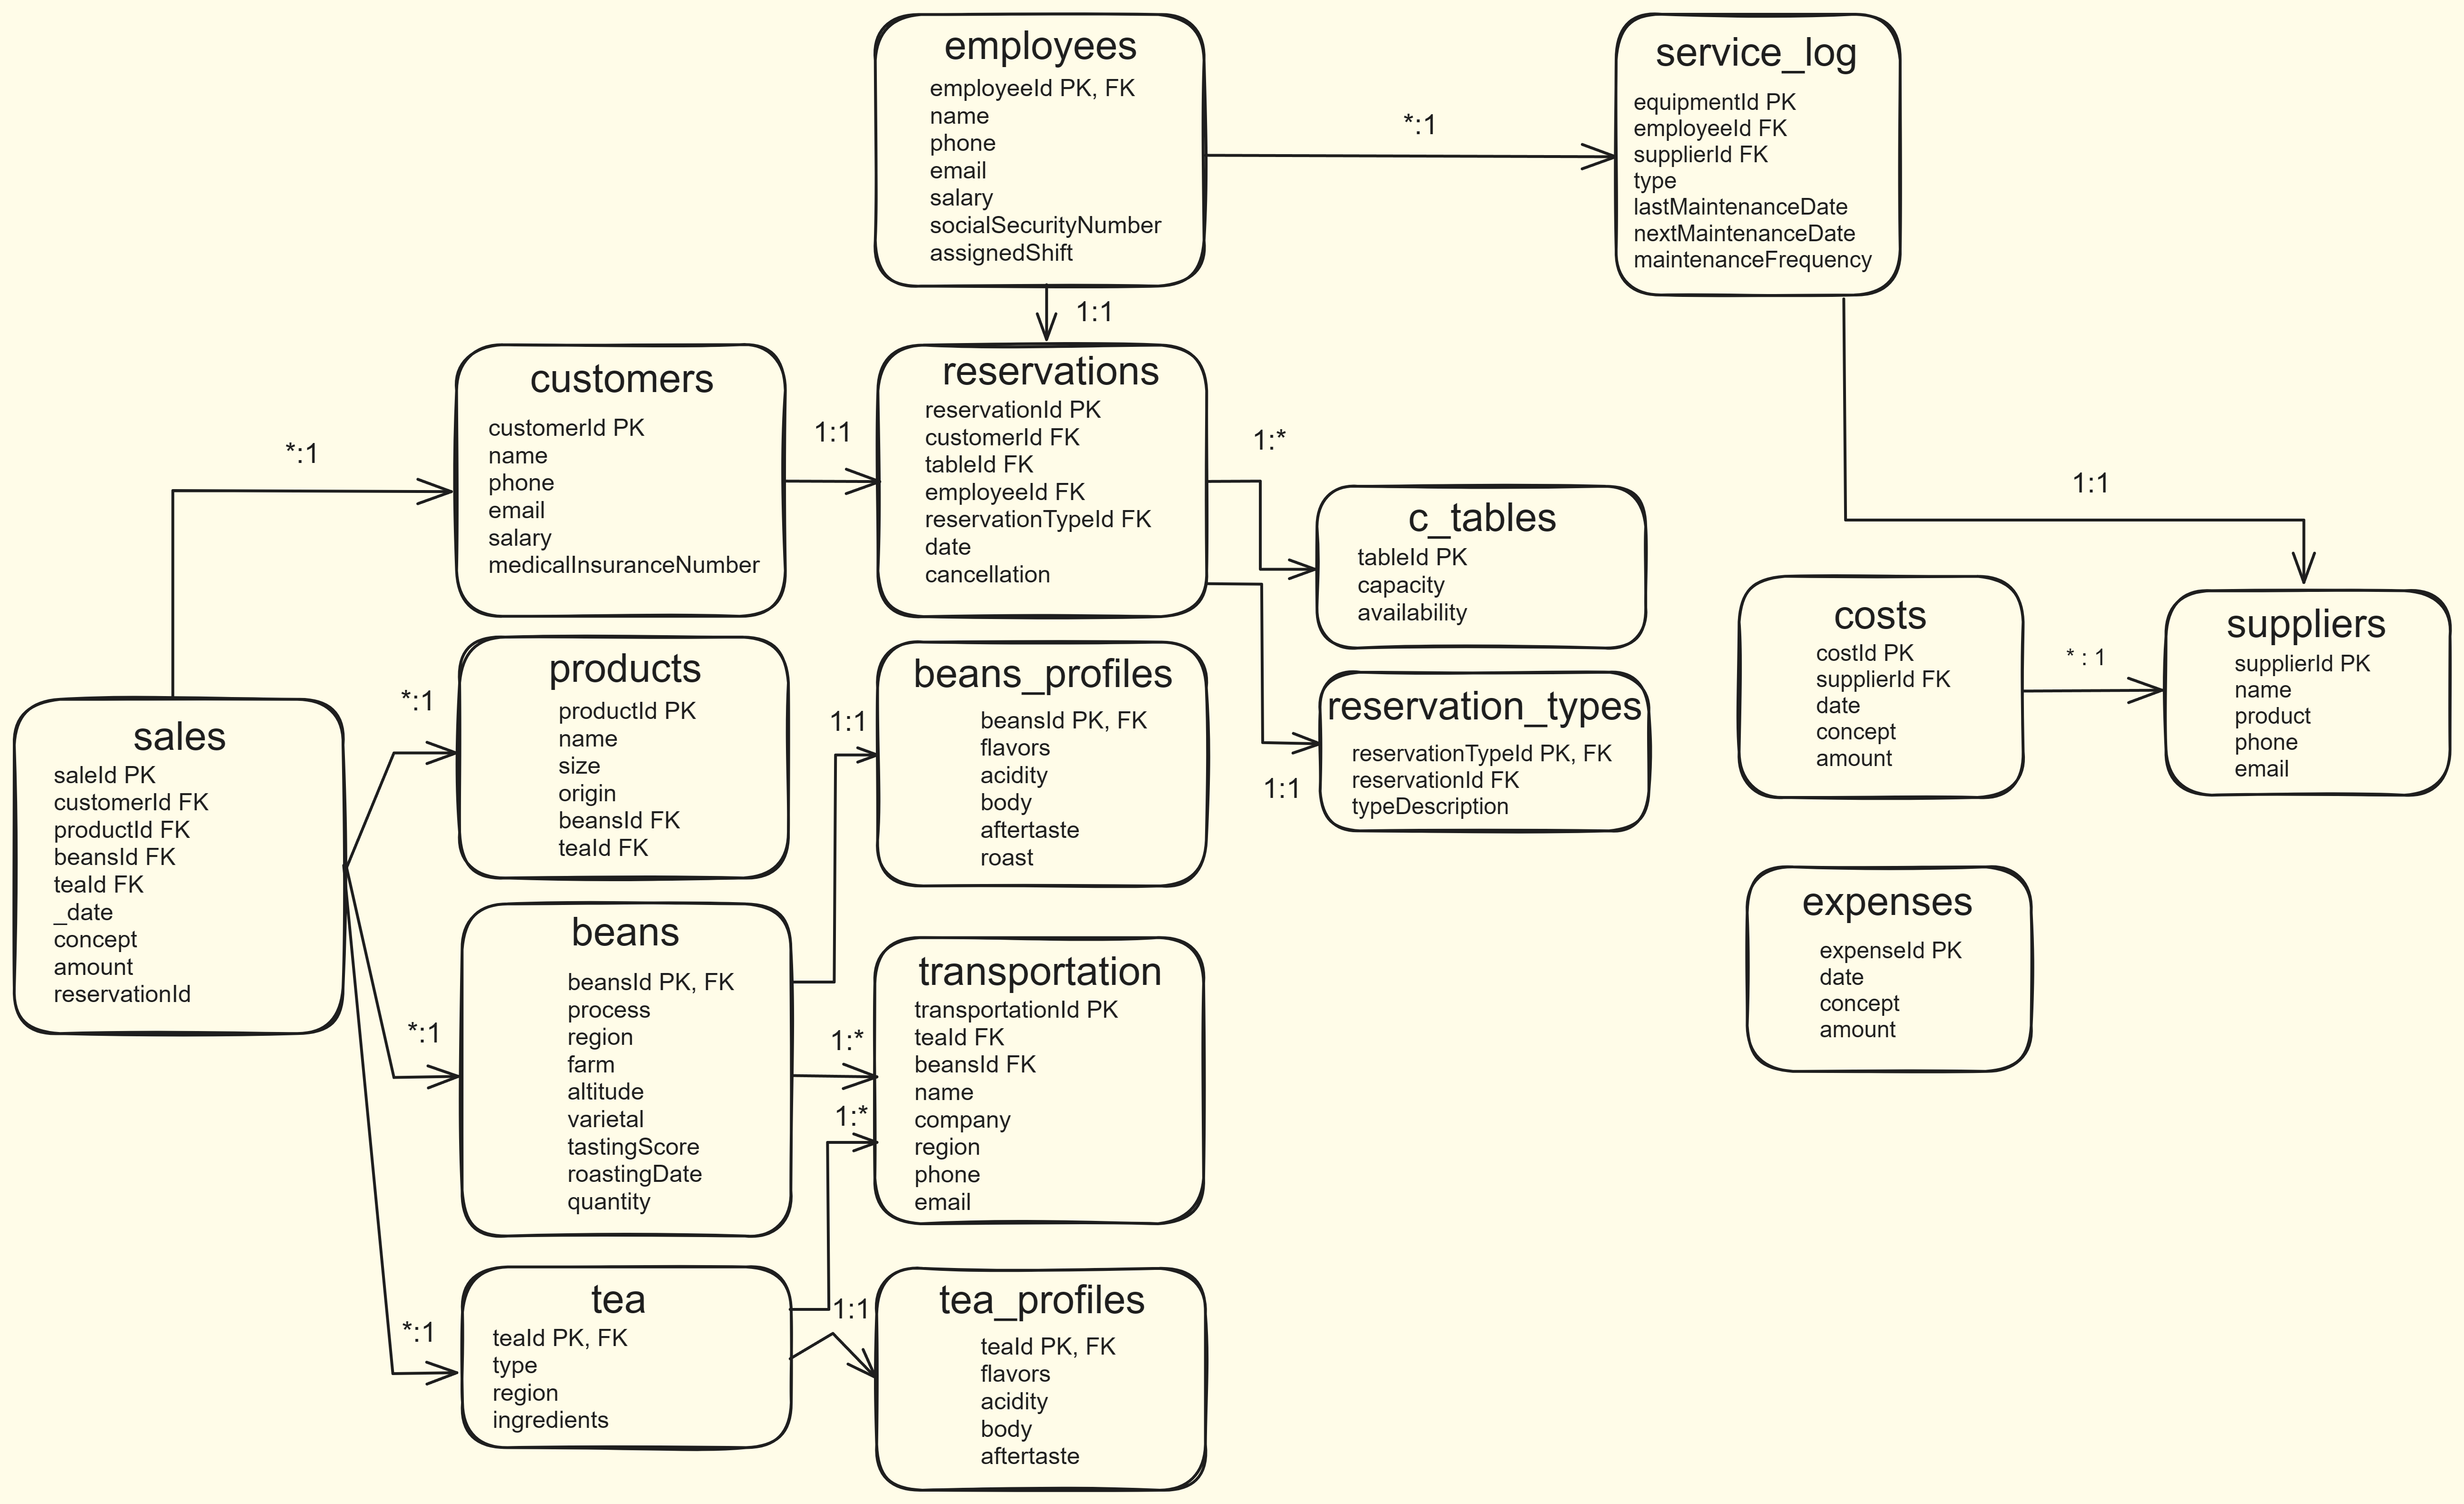 employees
employeeId PK, FK
name
phone
email
salary
socialSecurityNumber
assignedShift
*:1
service_log
equipmentId PK
employeeId FK
supplierId FK
type
lastMaintenanceDate
nextMaintenanceDate
maintenanceFrequency
1:1
customers
customerId PK
name
phone
email
salary
medicalInsuranceNumber
*:1
1:1
reservations
reservationId PK
customerId FK
tableId FK
employeeId FK
reservationTypeId FK
date
cancellation
1:*
c_tables
tableId PK
capacity
availability
1:1
reservation_types
reservationTypeId PK, FK
reservationId FK
typeDescription
1:1
costs
costId PK
supplierId FK
date
concept
amount
* : 1
suppliers
supplierId PK
name
product
phone
email
sales
saleId PK
customerId FK
productId FK
beansId FK
teaId FK
_date
concept
amount
reservationId
*:1
products
productId PK
name
size
origin
beansId FK
teaId FK
1:1
beans_profiles
beansId PK, FK
flavors
acidity
body
aftertaste
roast
expenses
expenseId PK
date
concept
amount
*:1
beans
beansId PK, FK
process
region
farm
altitude
varietal
tastingScore
roastingDate
quantity
1:*
1:*
transportation
transportationId PK
teaId FK
beansId FK
name
company
region
phone
email
*:1
tea
teaId PK, FK
type
region
ingredients
1:1
tea_profiles
teaId PK, FK
flavors
acidity
body
aftertaste